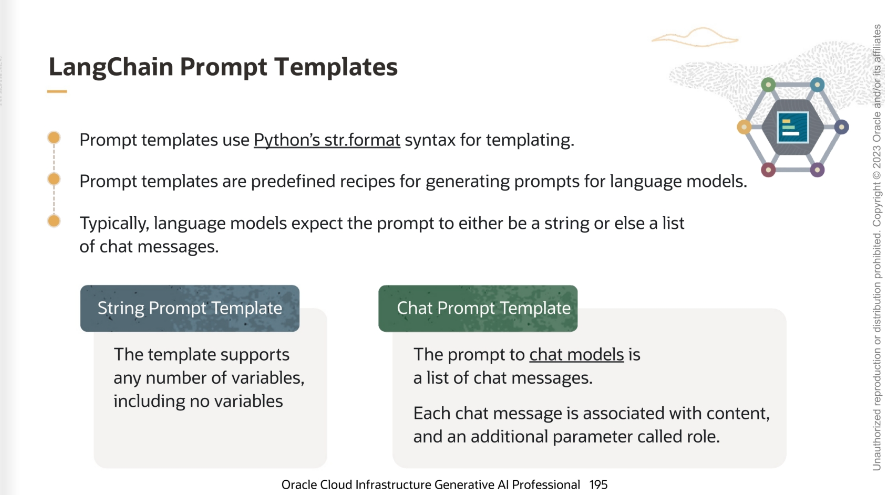 LangChain Prompt Templates
Prompt templates use Python's str.format syntax for templating.
Prompt templates are predefined recipes for generating prompts for language models.
Typically, language models expect the prompt to either be a string or else a list
of chat messages.
String Prompt Template
The template supports
any number of variables,
including no variables
Chat Prompt Template
The prompt to chat models is
a list of chat messages.
Each chat message is associated with content,
and an additional parameter called role.
Oracle Cloud Infrastructure Generative AI Professional 195
Unauthorized reproduction or distribution prohibited. Copyright © 2023 Oracle and/or its affiliates